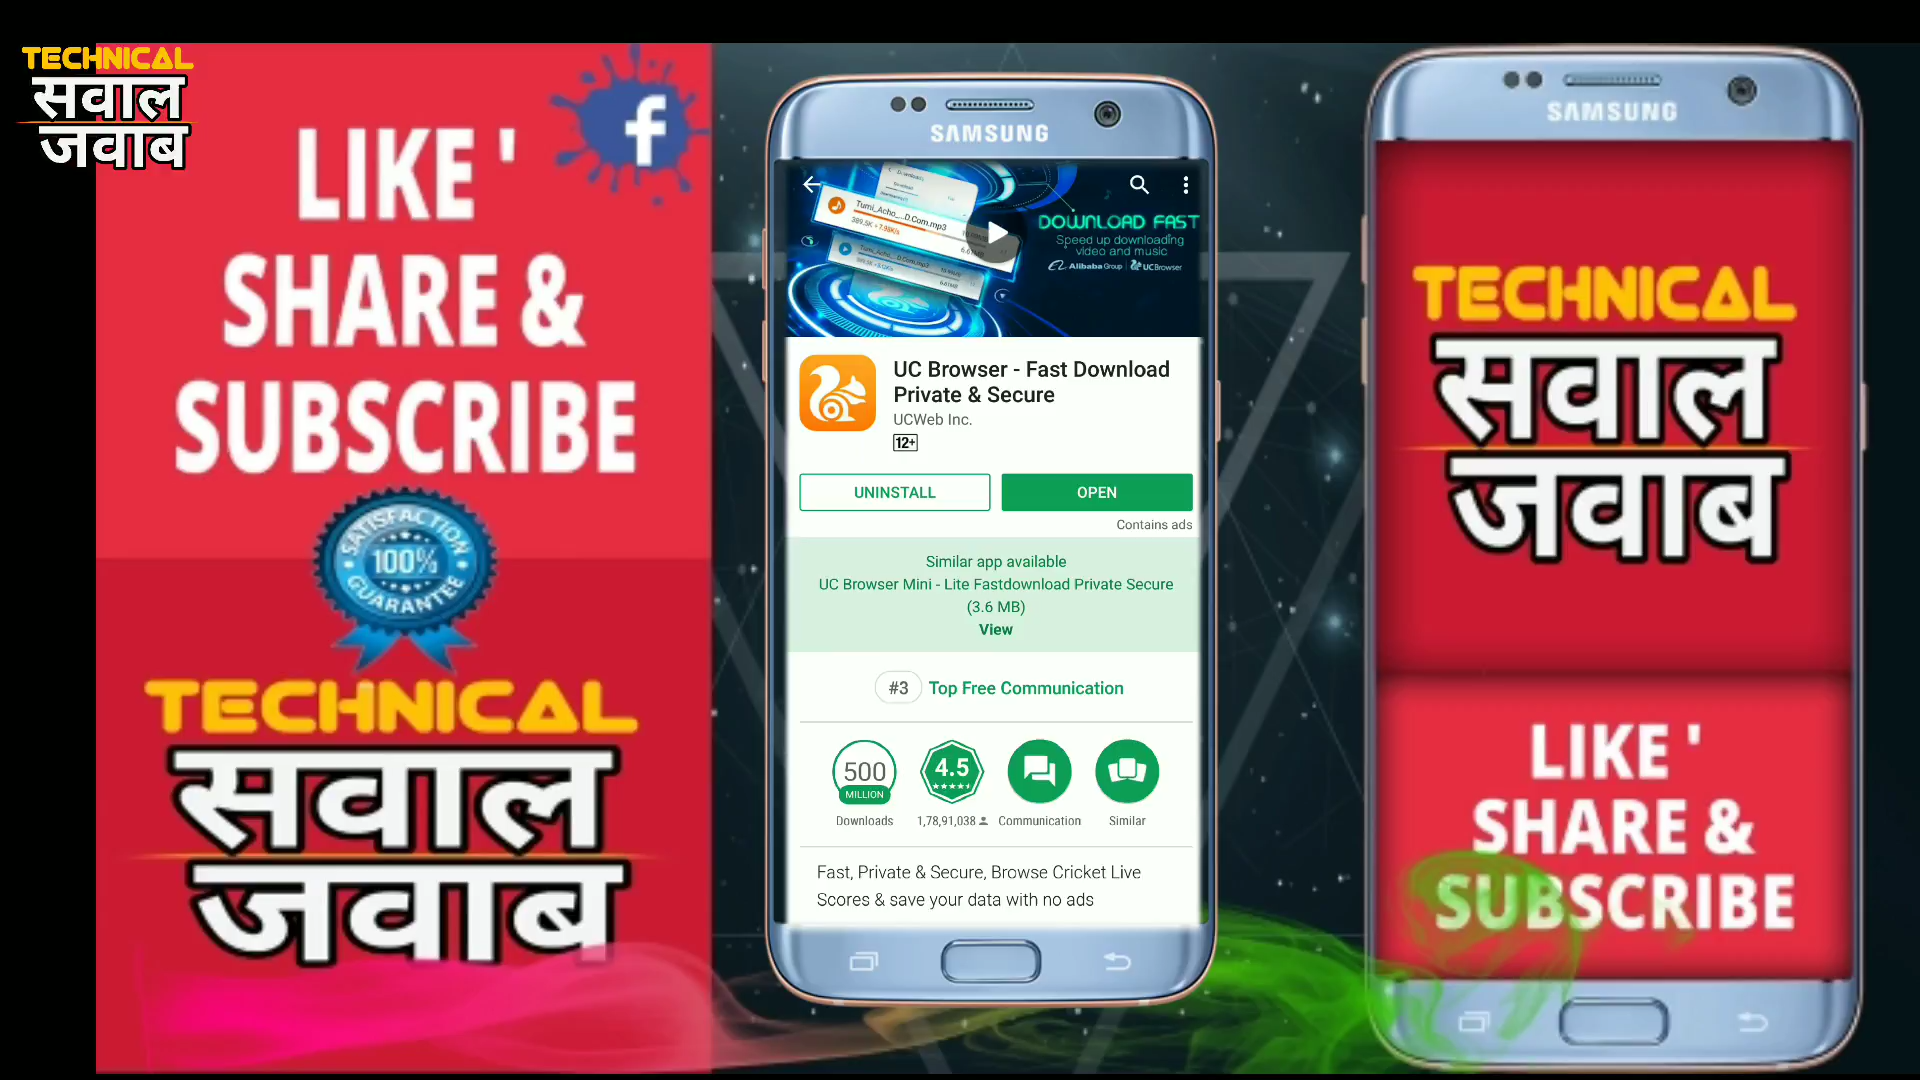 TECHNICAL
सवाल
जवाब
LIKE '
SHARE &
SUBSCRIBE
f
SATISFACTION
100%
GUARANTEE
TECHNICAL
सवाल
जवाब
SAMSUNG
Tumi_Acho_...D.Com.mp3
DOWNLOAD FAST
Speed up downloading
video and music
Alibaba Group | UC Browser
UC Browser - Fast Download
Private & Secure
UCWeb Inc.
12+
UNINSTALL
OPEN
Contains ads
Similar app available
UC Browser Mini - Lite Fastdownload Private Secure
(3.6 MB)
View
#3 Top Free Communication
500
MILLION
4.5
Downloads
1,78,91,038
Communication
Similar
Fast, Private & Secure, Browse Cricket Live
Scores & save your data with no ads
SAMSUNG
TECHNICAL
सवाल
जवाब
LIKE '
SHARE &
SUBSCRIBE